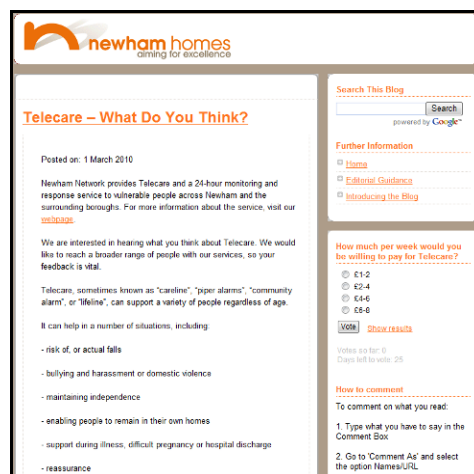 newham homes
aiming for excellence
Telecare – What Do You Think?
Posted on: 1 March 2010
Newham Network provides Telecare and a 24-hour monitoring and
response service to vulnerable people across Newham and the
surrounding boroughs. For more information about the service, visit our
webpage.
We are interested in hearing what you think about Telecare. We would
like to reach a broader range of people with our services, so your
feedback is vital.
Telecare, sometimes known as "careline", "piper alarms", "community
alarm", or "lifeline", can support a variety of people regardless of age.
It can help in a number of situations, including:
- risk of, or actual falls
- bullying and harassment or domestic violence
- maintaining independence
- enabling people to remain in their own homes
- support during illness, difficult pregnancy or hospital discharge
- reassurance
Search This Blog
Search
powered by Google™
Further Information
Home
Editorial Guidance
Introducing the Blog
How much per week would you
be willing to pay for Telecare?
£1-2
£2-4
£4-6
£6-8
Vote Show results
Votes so far: 0
Days left to vote: 25
How to comment
To comment on what you read:
1. Type what you have to say in the
Comment Box
2. Go to 'Comment As' and select
the option Names/URL